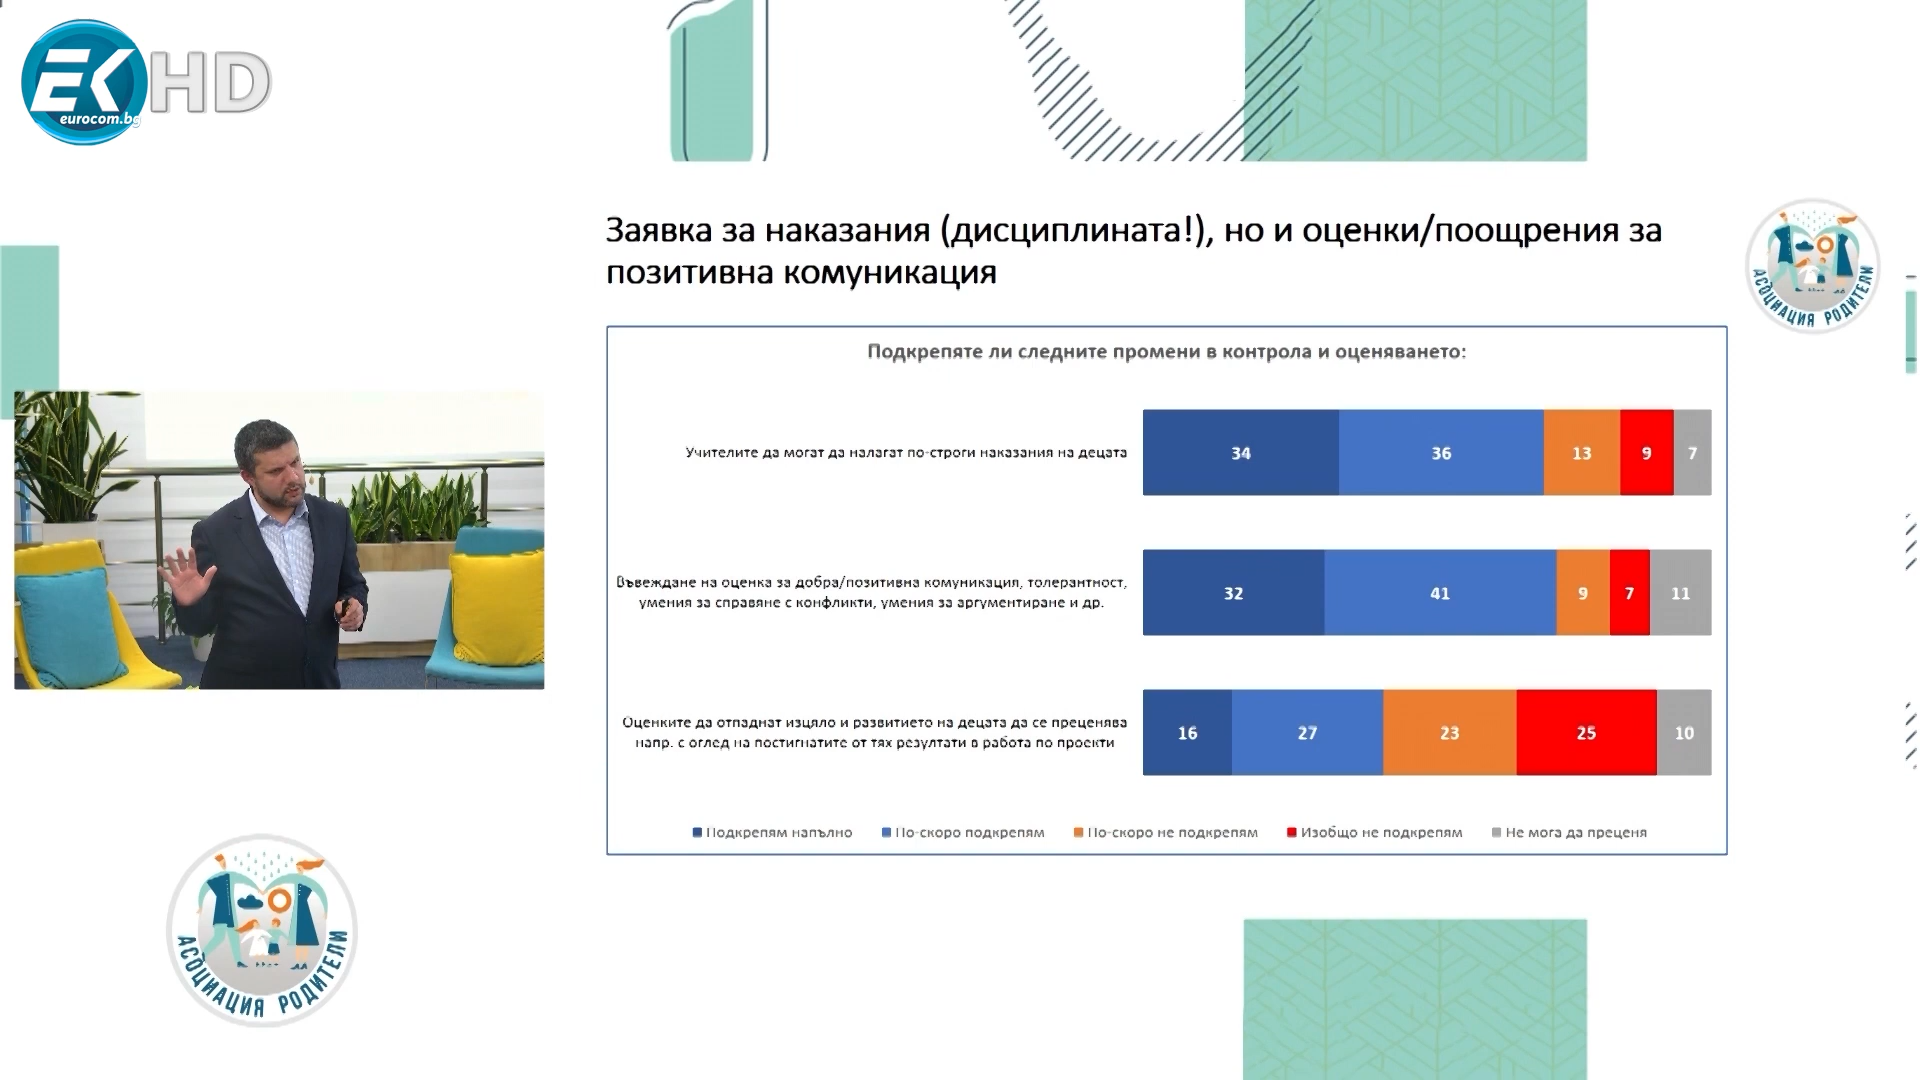 EK HD
eurocom.bg
Заявка за наказания (дисциплината!), но и оценки/поощрения за
позитивна комуникация
АСОЦИАЦИЯ РОДИТЕЛИ
Подкрепяте ли следните промени в контрола и оценяването:
Учителите да могат да налагат по-строги наказания на децата
34 36 13 9 7
Въвеждане на оценка за добра/позитивна комуникация, толерантност,
умения за справяне с конфликти, умения за аргументиране и др.
32 41 9 7 11
Оценките да отпаднат изцяло и развитието на децата да се преценява
напр. с оглед на постигнатите от тях резултати в работа по проекти
16 27 23 25 10
Подкрепям напълно По-скоро подкрепям По-скоро не подкрепям Изобщо не подкрепям Не мога да преценя
АСОЦИАЦИЯ РОДИТЕЛИ